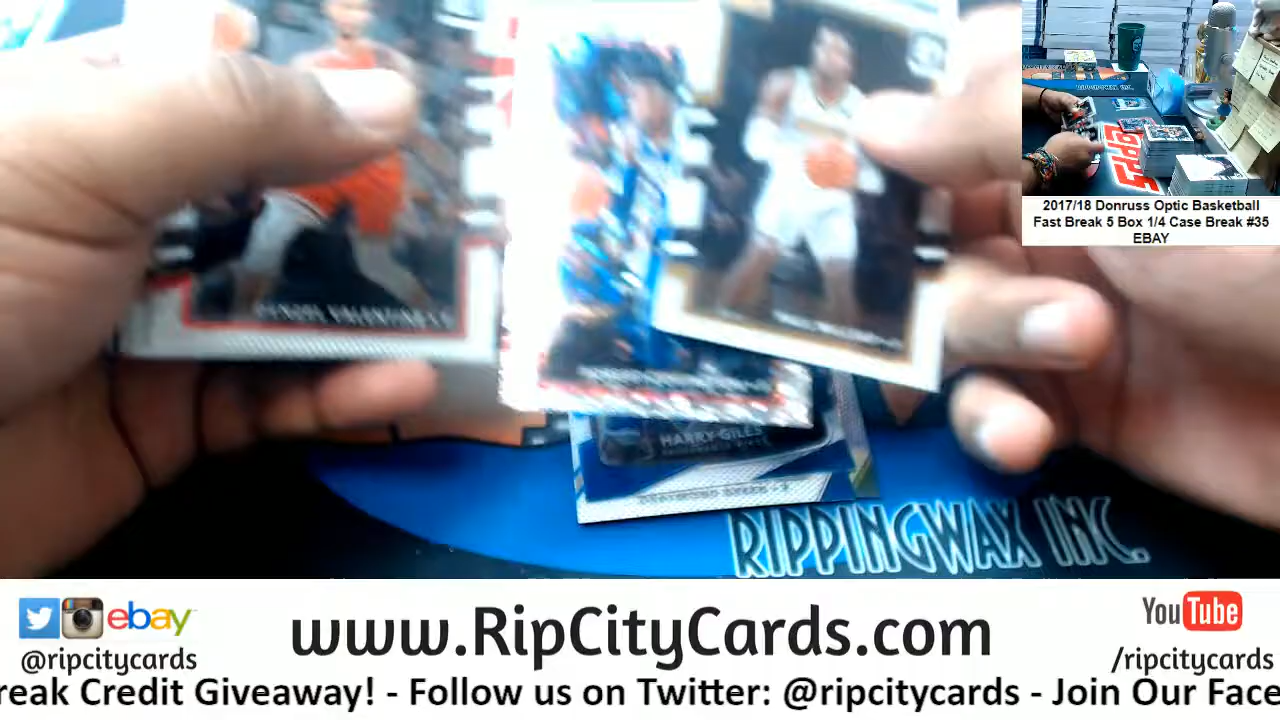 2017/18 Donruss Optic Basketball
Fast Break 5 Box 1/4 Case Break #35
EBAY
TOPPS
HARRY GILES
RIPPINGWAX INC.
ebay
@ripcitycards
www.RipCityCards.com
YouTube
/ripcitycards
reak Credit Giveaway! - Follow us on Twitter: @ripcitycards - Join Our Face